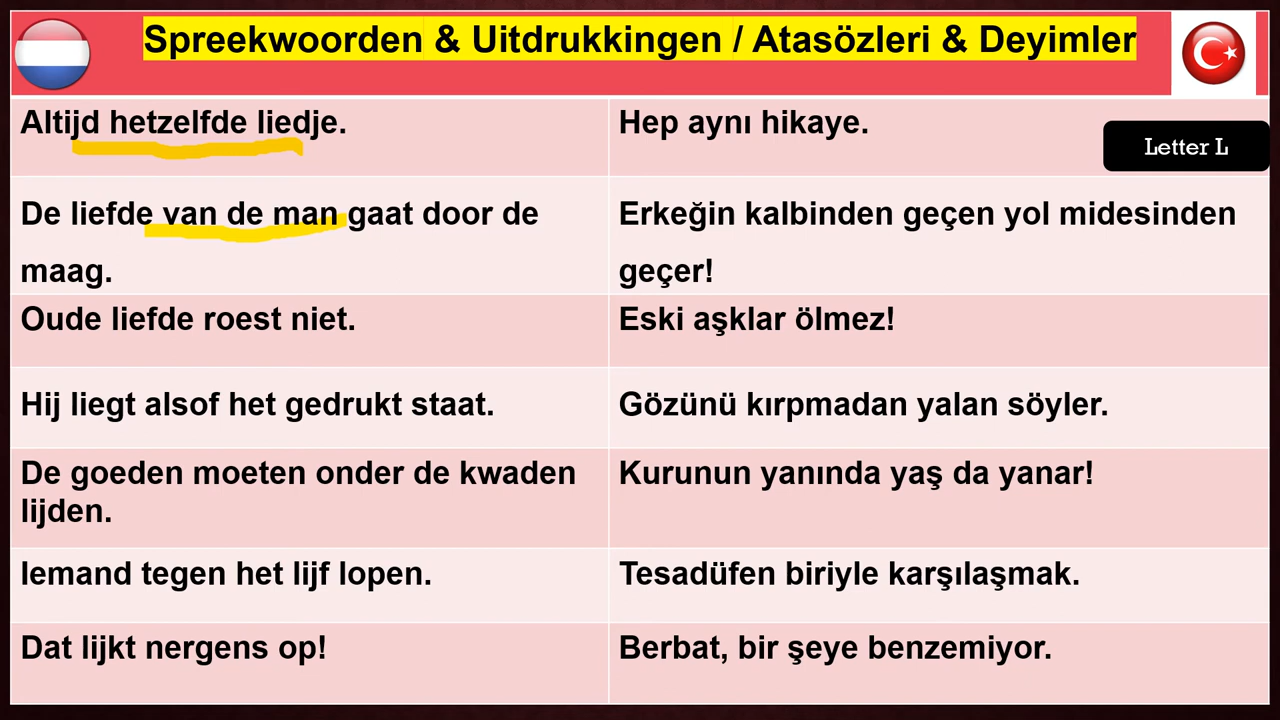 Spreekwoorden & Uitdrukkingen / Atasözleri & Deyimler
Altijd hetzelfde liedje.
Hep aynı hikaye.
Letter L
De liefde van de man gaat door de
maag.
Erkeğin kalbinden geçen yol midesinden
geçer!
Oude liefde roest niet.
Eski aşklar ölmez!
Hij liegt alsof het gedrukt staat.
Gözünü kırpmadan yalan söyler.
De goeden moeten onder de kwaden
lijden.
Kurunun yanında yaş da yanar!
Iemand tegen het lijf lopen.
Tesadüfen biriyle karşılaşmak.
Dat lijkt nergens op!
Berbat, bir şeye benzemiyor.